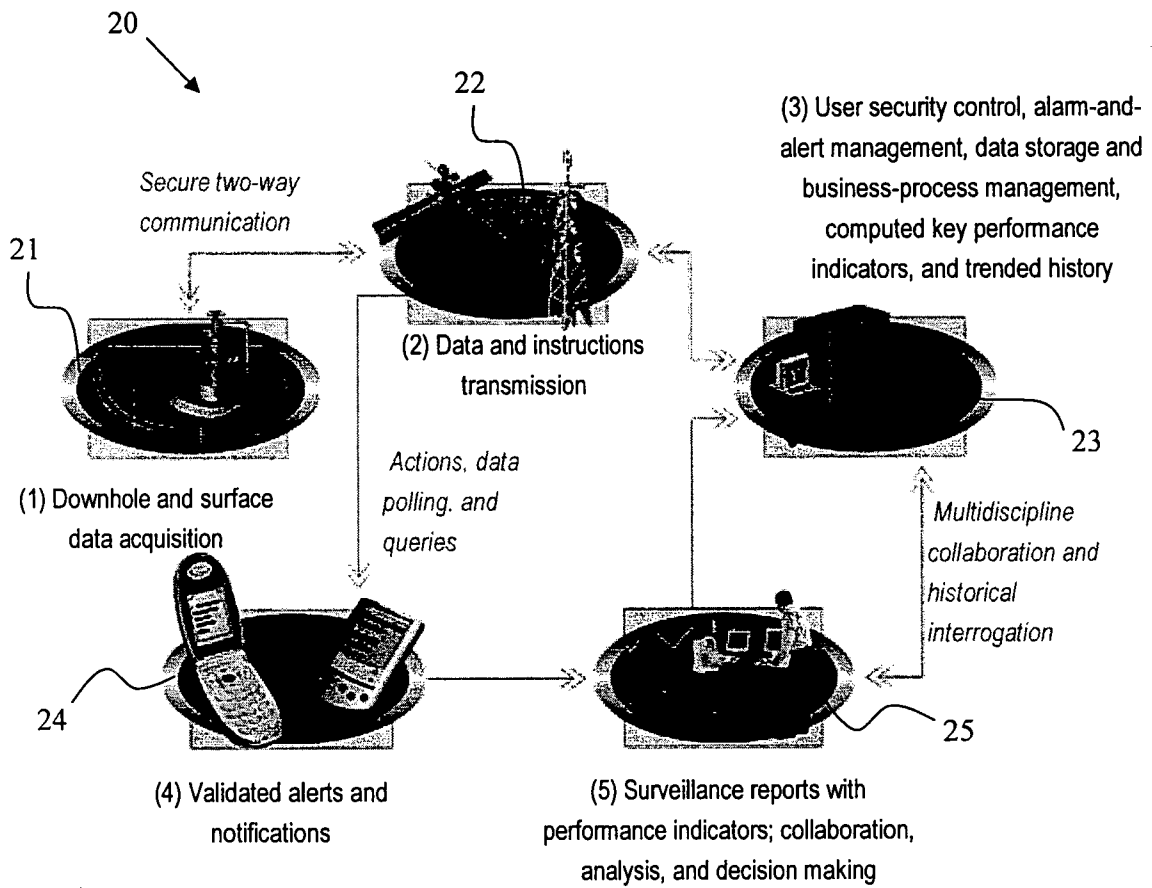 20
22
(3) User security control, alarm-and-
alert management, data storage and
business-process management,
computed key performance
indicators, and trended history
Secure two-way
communication
21
(2) Data and instructions
transmission
23
(1) Downhole and surface
data acquisition
Actions, data
polling, and
queries
Multidiscipline
collaboration and
historical
interrogation
24
25
(4) Validated alerts and
notifications
(5) Surveillance reports with
performance indicators; collaboration,
analysis, and decision making